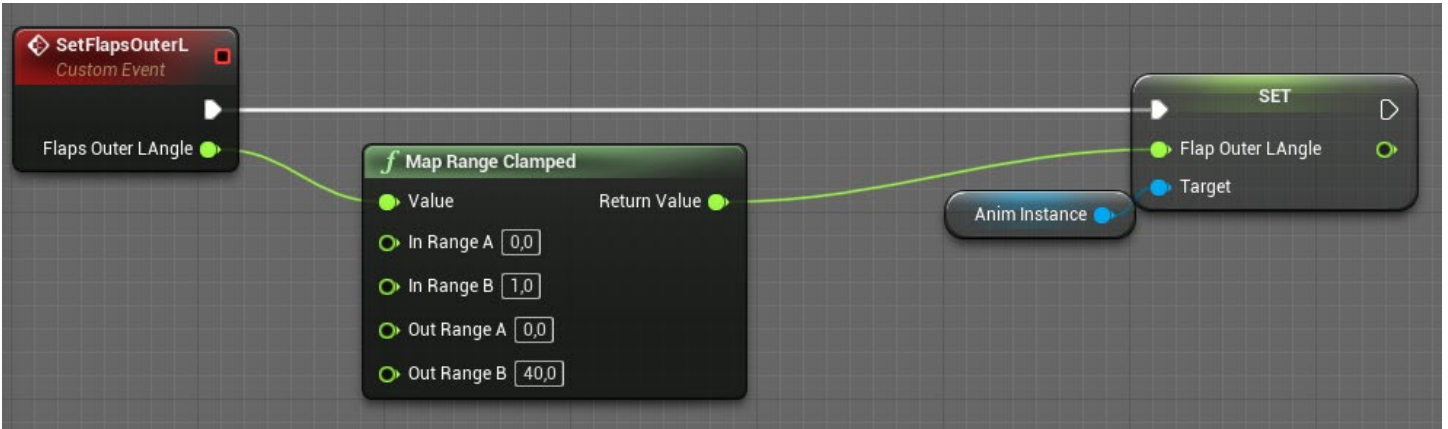 SetFlapsOuterL
Custom Event
Flaps Outer LAngle
f Map Range Clamped
Value Return Value
In Range A 0,0
In Range B 1,0
Out Range A 0,0
Out Range B 40,0
Anim Instance
SET
Flap Outer LAngle
Target